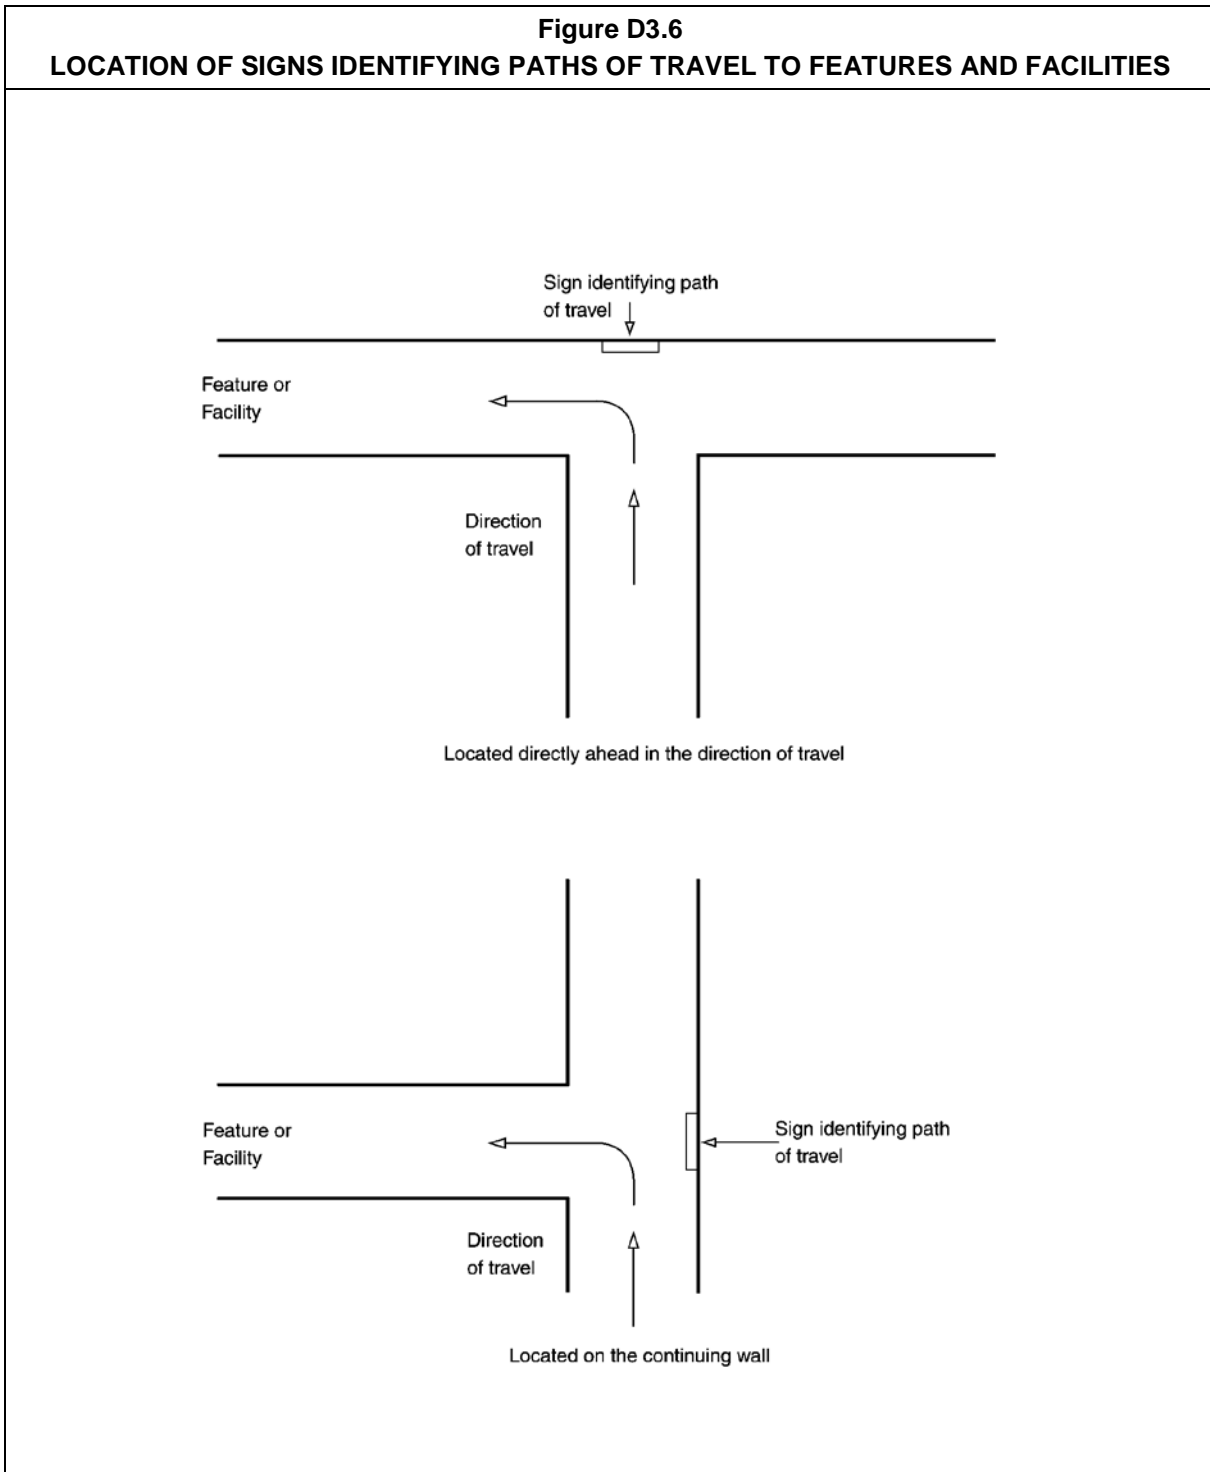 Figure D3.6
LOCATION OF SIGNS IDENTIFYING PATHS OF TRAVEL TO FEATURES AND FACILITIES
Sign identifying path
of travel
Feature or
Facility
Direction
of travel
Located directly ahead in the direction of travel
Feature or
Facility
Sign identifying path
of travel
Direction
of travel
Located on the continuing wall